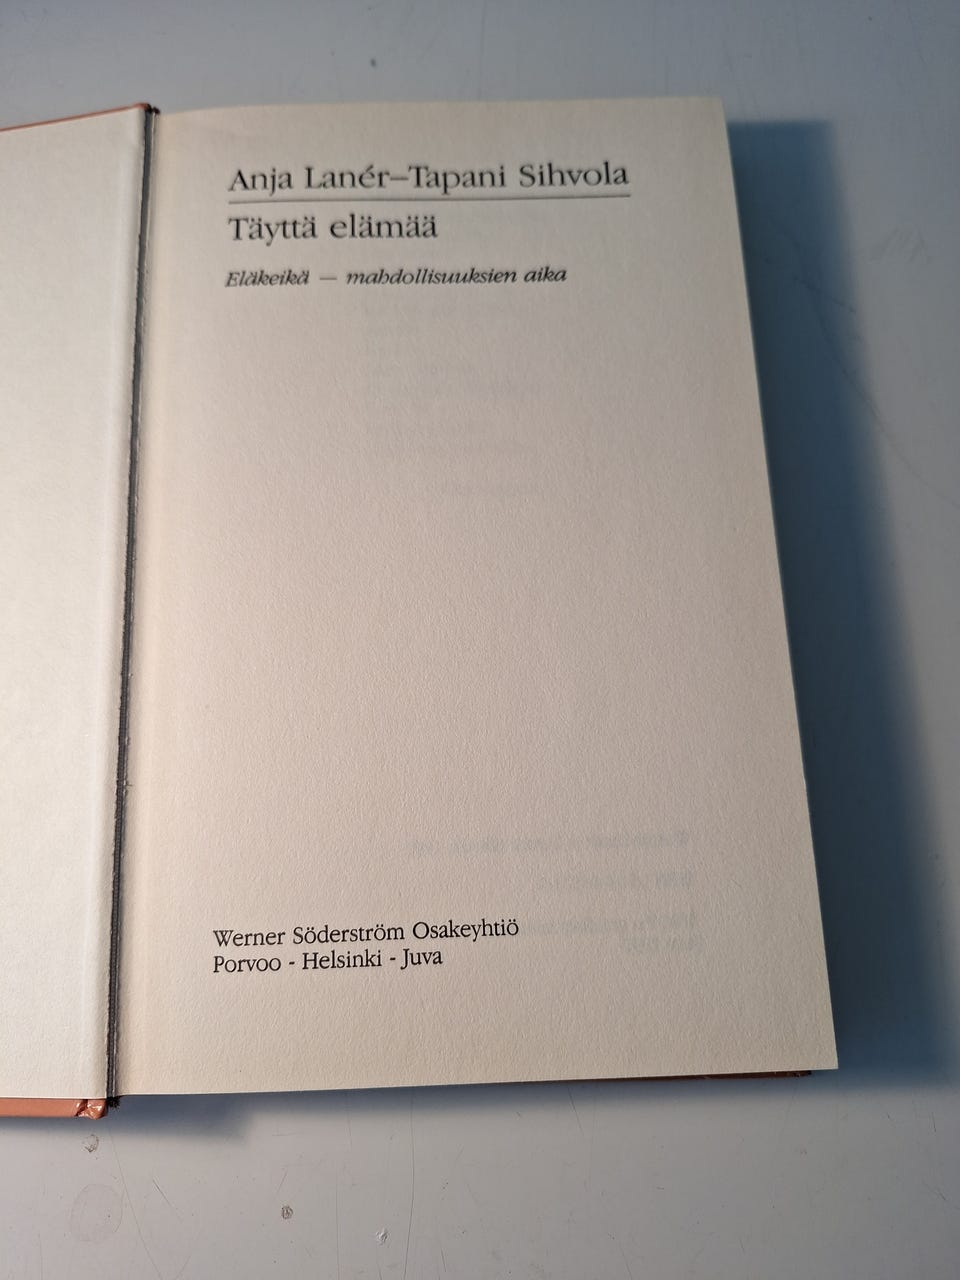 Anja Lanér–Tapani Sihvola
Täyttä elämää
Eläkeikä — mahdollisuuksien aika
Werner Söderström Osakeyhtiö
Porvoo - Helsinki - Juva